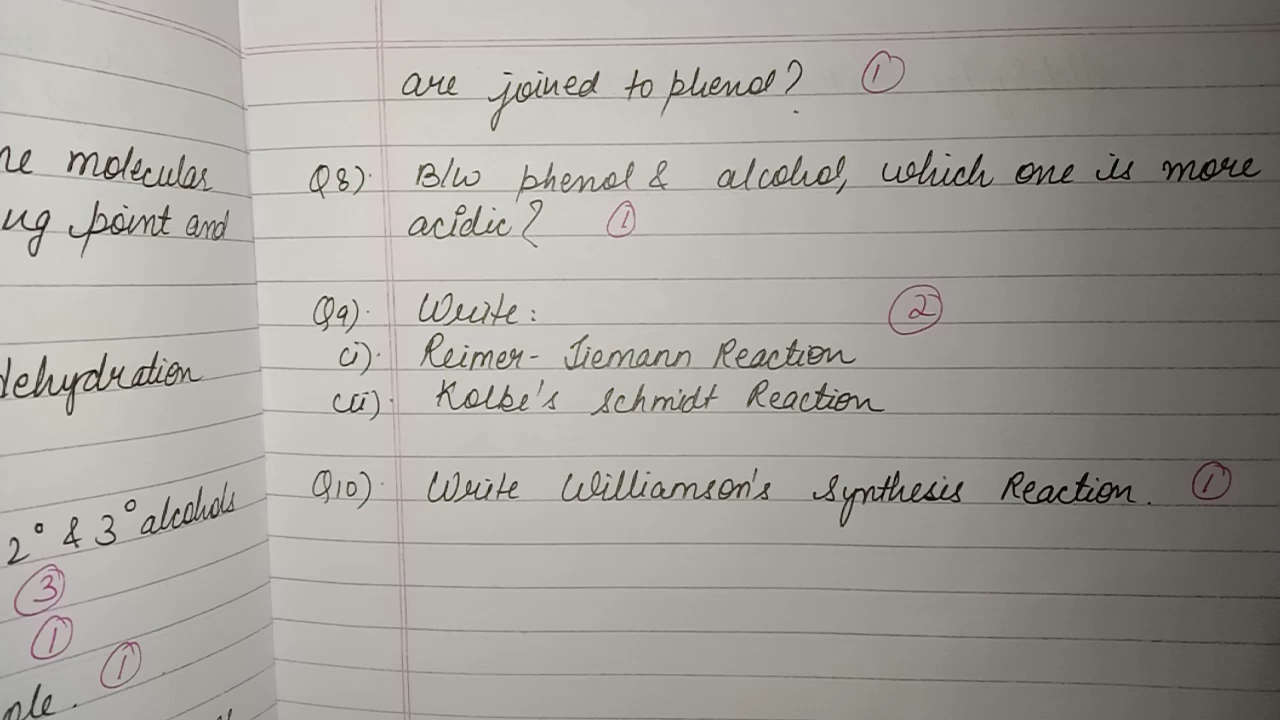 molecular
point and
dehydration
2° & 3° alcohols
3
1
1
are joined to phenol? 1
Q8). B/w phenol & alcohol, which one is more
acidic? 1
Q9). Write: 2
(i). Reimer-Tiemann Reaction
(ii). Kolbe's Schmidt Reaction
Q10). Write Williamson's Synthesis Reaction. 1